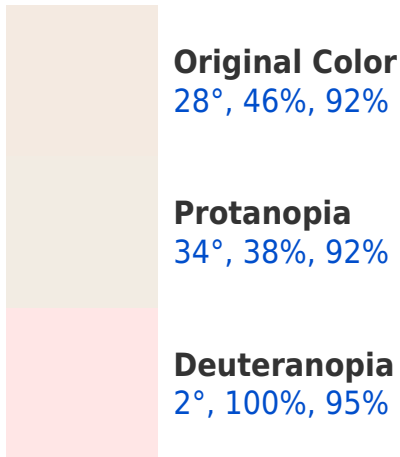 Original Color
28°, 46%, 92%
Protanopia
34°, 38%, 92%
Deuteranopia
2°, 100%, 95%